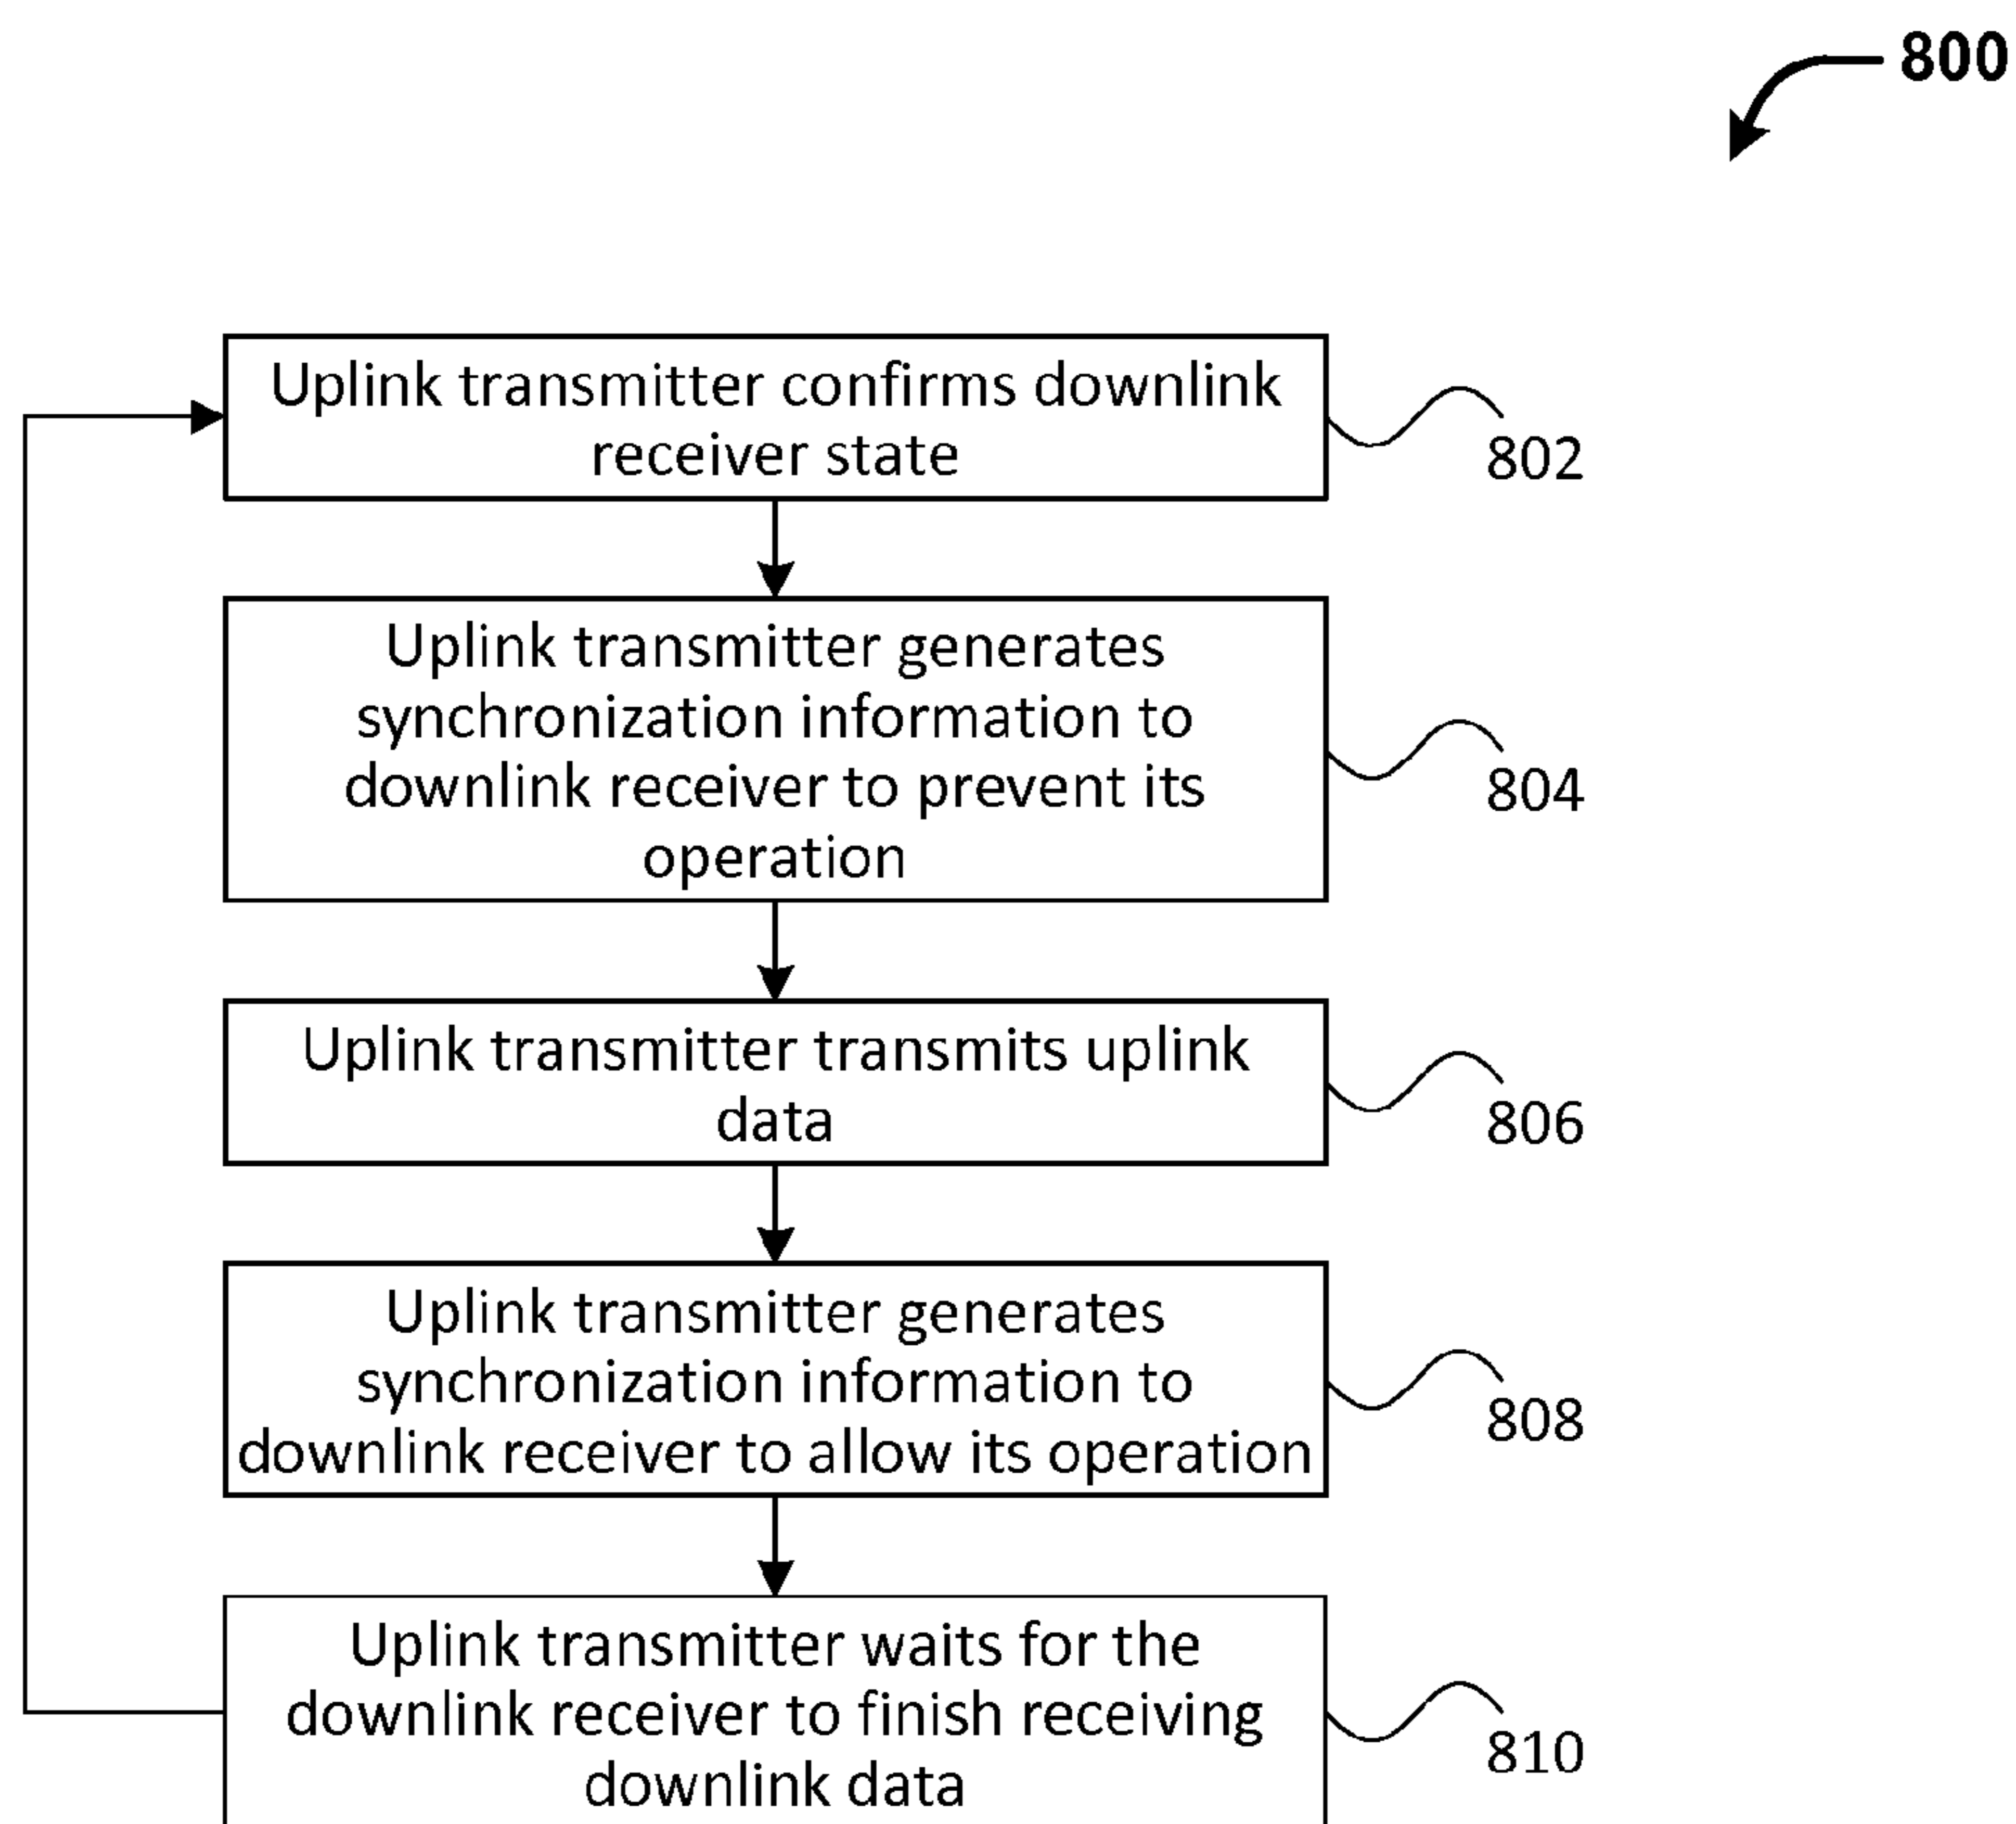 800
Uplink transmitter confirms downlink
receiver state
802
Uplink transmitter generates
synchronization information to
downlink receiver to prevent its
operation
804
Uplink transmitter transmits uplink
data
806
Uplink transmitter generates
synchronization information to
downlink receiver to allow its operation
808
Uplink transmitter waits for the
downlink receiver to finish receiving
downlink data
810